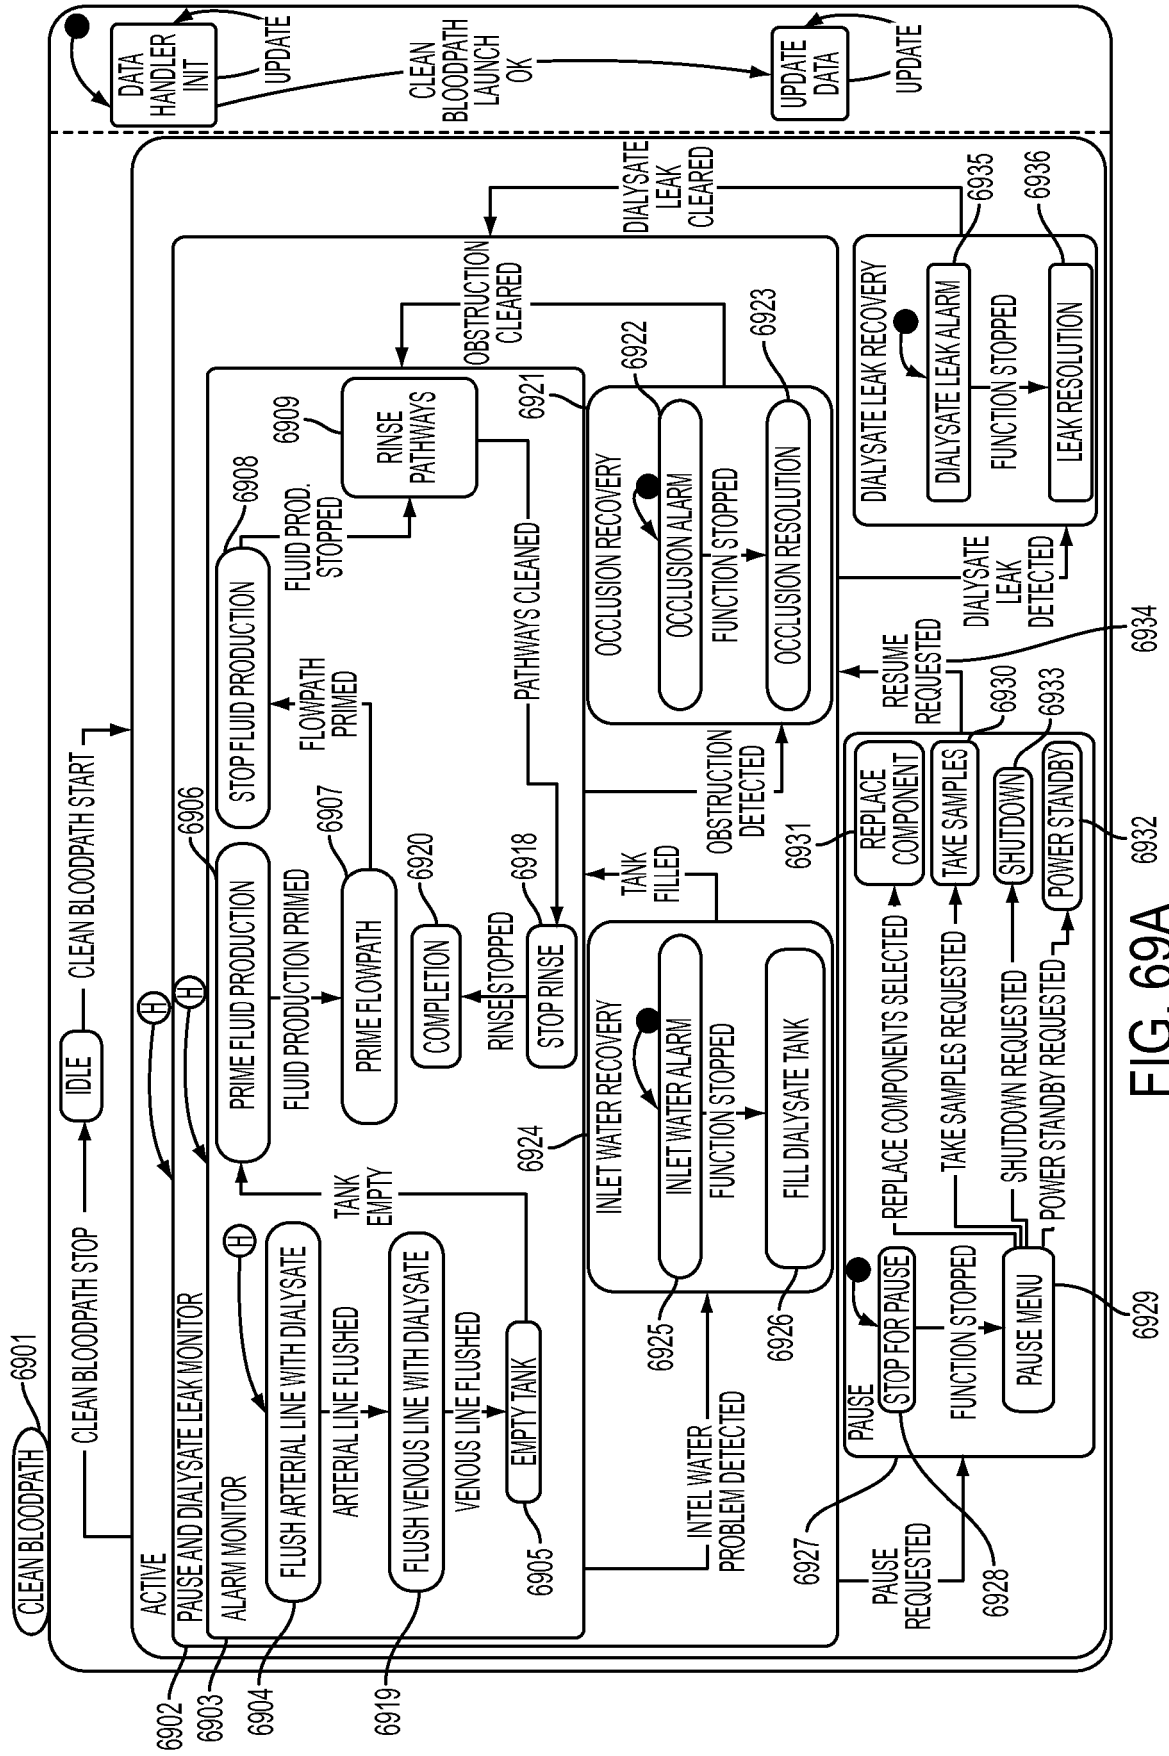 CLEAN BLOODPATH
6901
CLEAN BLOODPATH STOP
IDLE
CLEAN BLOODPATH START
ACTIVE
H
PAUSE AND DIALYSATE LEAK MONITOR
H
6902
ALARM MONITOR
6903
H
FLUSH ARTERIAL LINE WITH DIALYSATE
6904
ARTERIAL LINE FLUSHED
FLUSH VENOUS LINE WITH DIALYSATE
6919
VENOUS LINE FLUSHED
EMPTY TANK
6905
TANK
EMPTY
PRIME FLUID PRODUCTION
6906
FLUID PRODUCTION PRIMED
PRIME FLOWPATH
6907
FLOWPATH
PRIMED
STOP FLUID PRODUCTION
6908
FLUID PROD.
STOPPED
RINSE
PATHWAYS
6909
PATHWAYS CLEANED
COMPLETION
6920
RINSE STOPPED
STOP RINSE
6918
INTEL WATER
PROBLEM DETECTED
INLET WATER RECOVERY
6924
INLET WATER ALARM
6925
FUNCTION STOPPED
FILL DIALYSATE TANK
6926
TANK
FILLED
OBSTRUCTION
DETECTED
OCCLUSION RECOVERY
6921
OCCLUSION ALARM
6922
FUNCTION STOPPED
OCCLUSION RESOLUTION
6923
OBSTRUCTION
CLEARED
PAUSE
REQUESTED
PAUSE
6927
STOP FOR PAUSE
6928
FUNCTION STOPPED
PAUSE MENU
6929
REPLACE COMPONENTS SELECTED
TAKE SAMPLES REQUESTED
SHUTDOWN REQUESTED
POWER STANDBY REQUESTED
REPLACE
COMPONENT
6931
TAKE SAMPLES
6930
SHUTDOWN
6933
POWER STANDBY
6932
RESUME
REQUESTED
6934
DIALYSATE
LEAK
DETECTED
DIALYSATE LEAK RECOVERY
DIALYSATE LEAK ALARM
6935
FUNCTION STOPPED
LEAK RESOLUTION
6936
DIALYSATE
LEAK
CLEARED
DATA
HANDLER
INIT
UPDATE
CLEAN
BLOODPATH
LAUNCH
OK
UPDATE
DATA
UPDATE
FIG. 69A